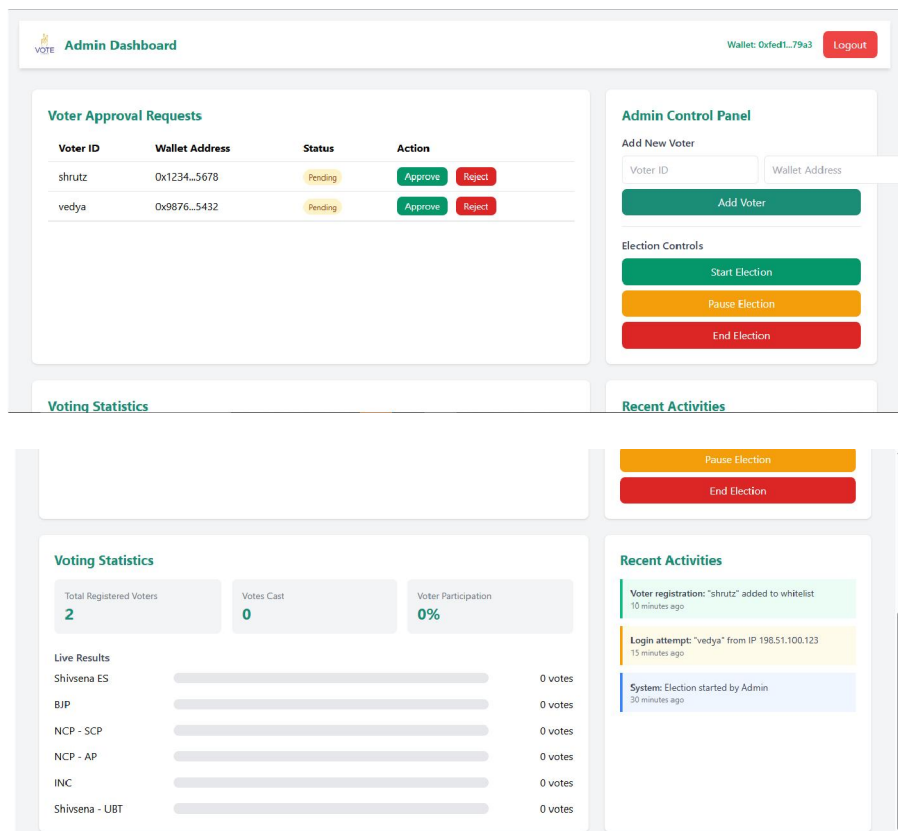 VOTE Admin Dashboard Wallet: 0xfed1...79a3 Logout
Voter Approval Requests
Voter ID Wallet Address Status Action
shrutz 0x1234...5678 Pending Approve Reject
vedya 0x9876...5432 Pending Approve Reject
Admin Control Panel
Add New Voter
Voter ID Wallet Address
Add Voter
Election Controls
Start Election
Pause Election
End Election
Voting Statistics
Recent Activities
Pause Election
End Election
Voting Statistics
Total Registered Voters Votes Cast Voter Participation
2 0 0%
Live Results
Shivsena ES 0 votes
BJP 0 votes
NCP - SCP 0 votes
NCP - AP 0 votes
INC 0 votes
Shivsena - UBT 0 votes
Recent Activities
Voter registration: "shrutz" added to whitelist
10 minutes ago
Login attempt: "vedya" from IP 198.51.100.123
15 minutes ago
System: Election started by Admin
30 minutes ago